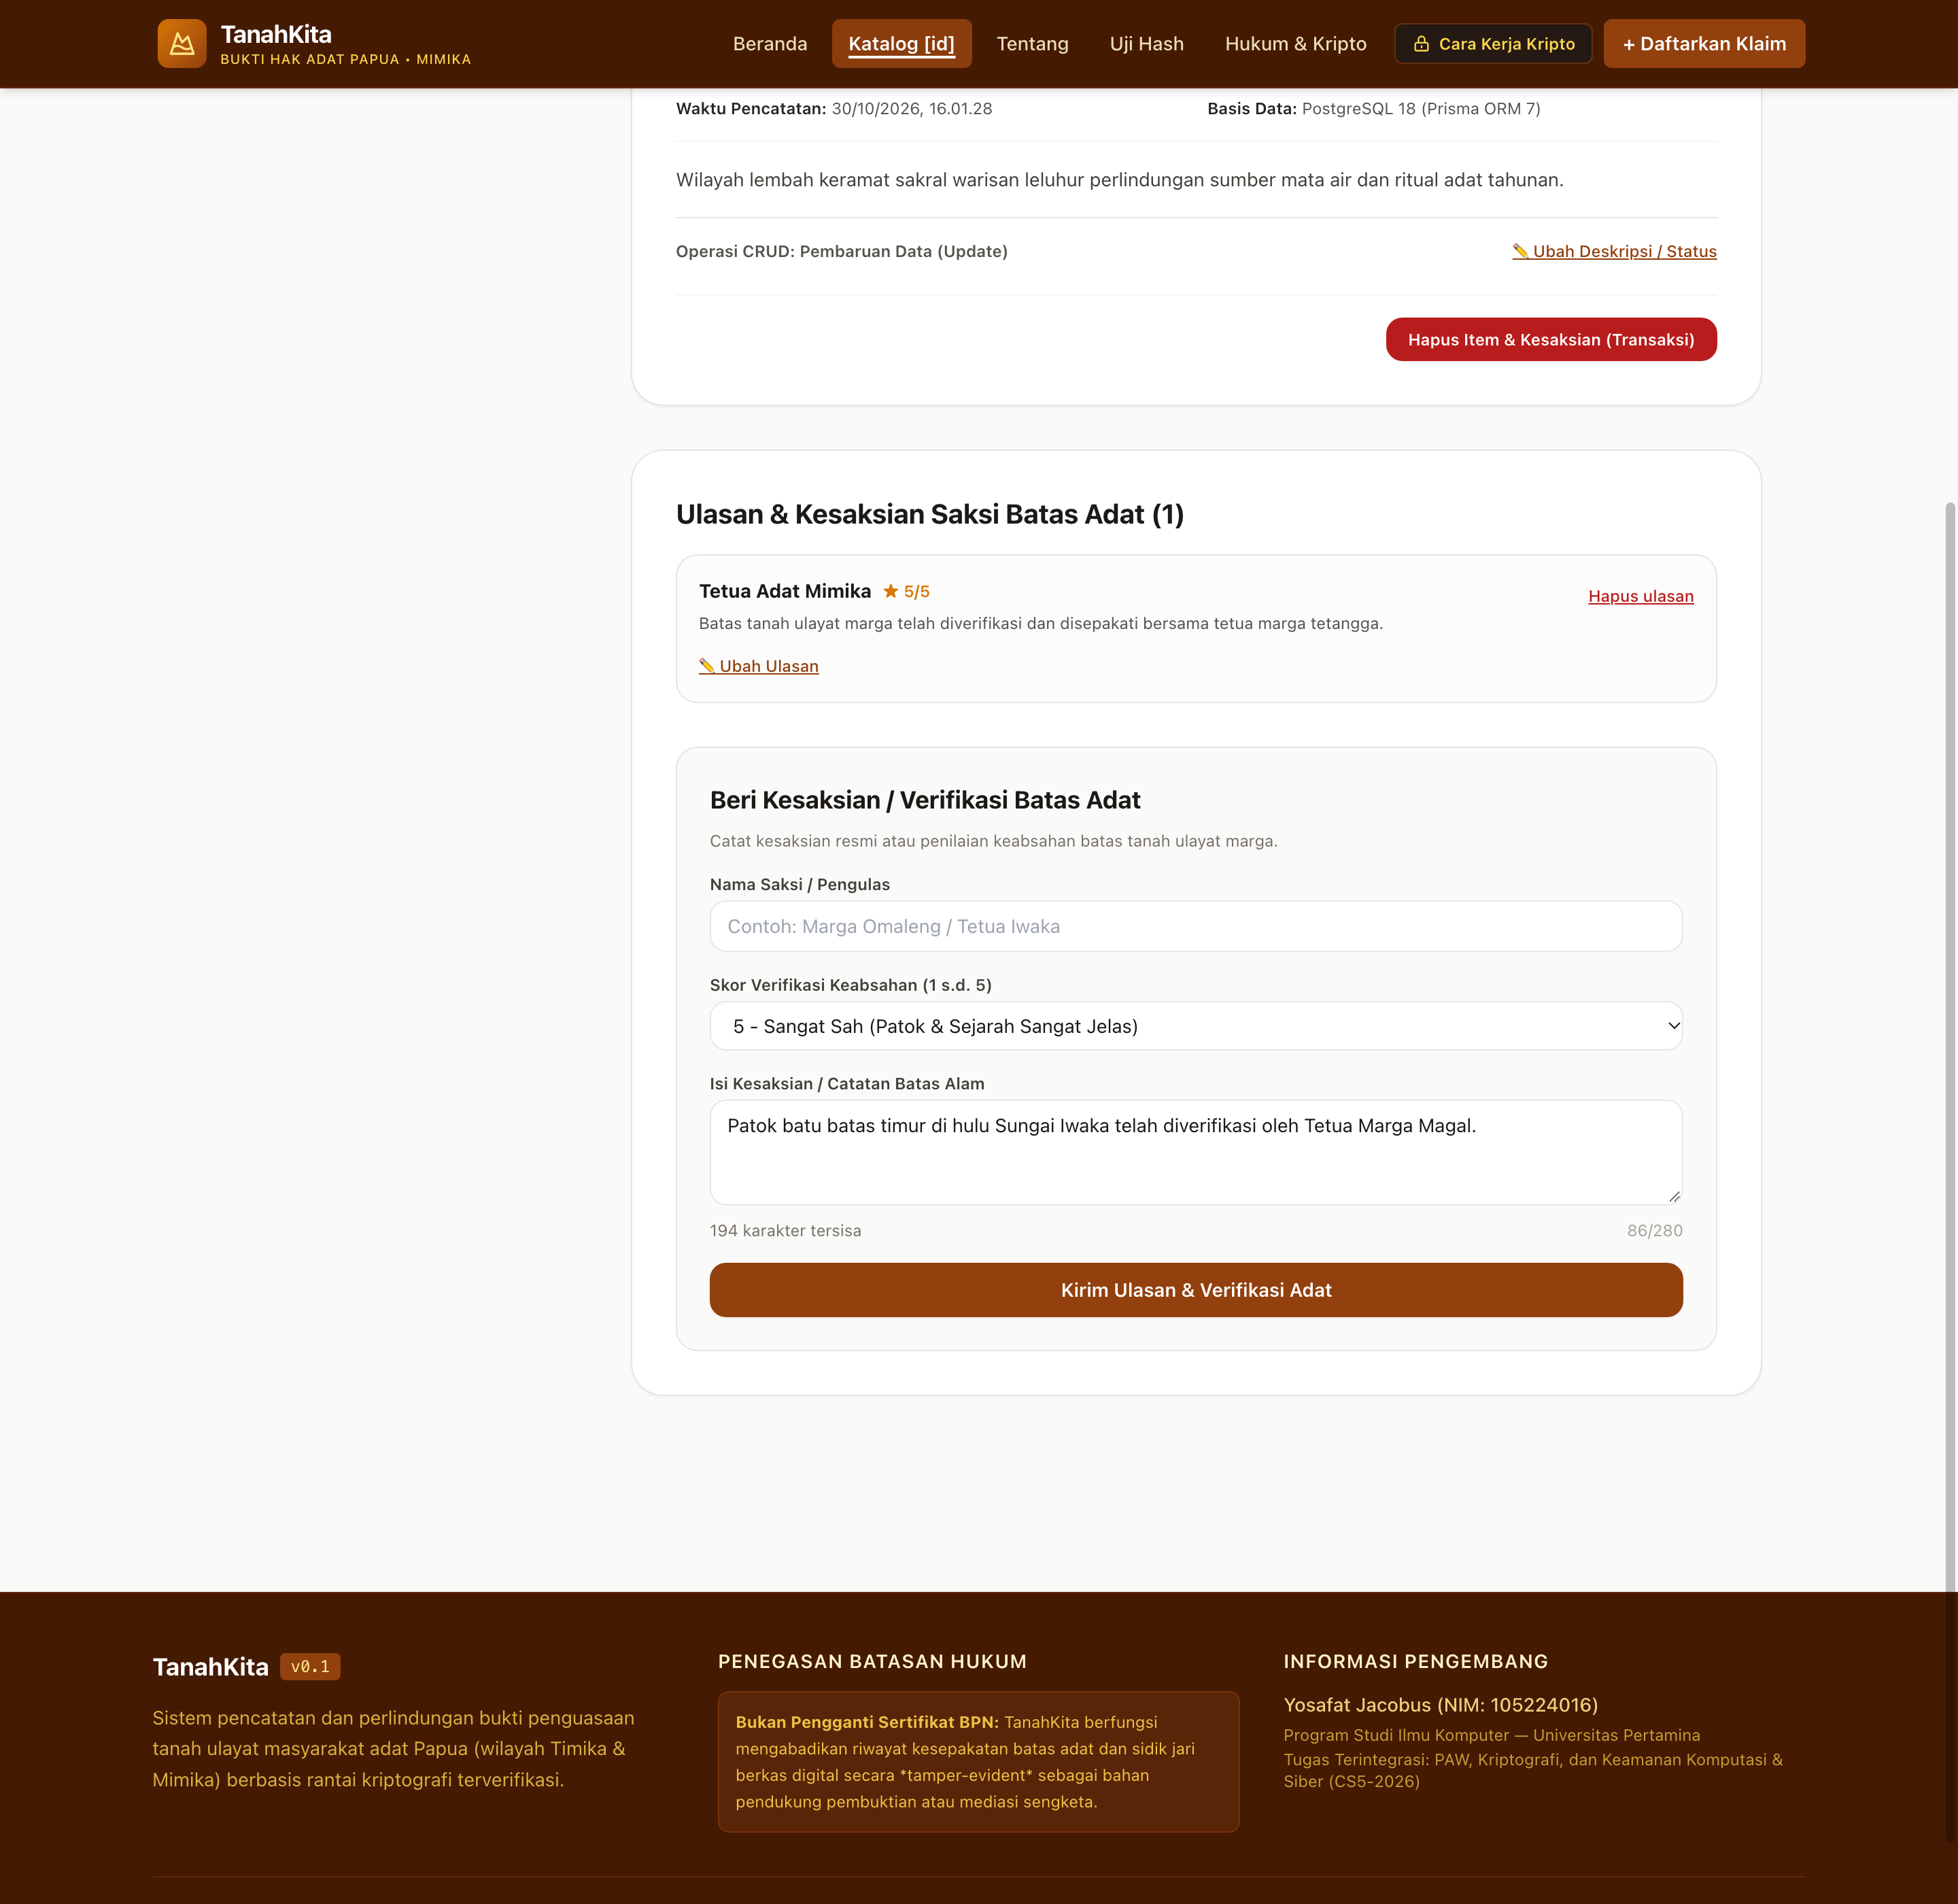 TanahKita
BUKTI HAK ADAT PAPUA • MIMIKA
Beranda
Katalog [id]
Tentang
Uji Hash
Hukum & Kripto
Cara Kerja Kripto
+ Daftarkan Klaim
Waktu Pencatatan: 30/10/2026, 16.01.28
Basis Data: PostgreSQL 18 (Prisma ORM 7)
Wilayah lembah keramat sakral warisan leluhur perlindungan sumber mata air dan ritual adat tahunan.
Operasi CRUD: Pembaruan Data (Update)
✏️ Ubah Deskripsi / Status
Hapus Item & Kesaksian (Transaksi)
Ulasan & Kesaksian Saksi Batas Adat (1)
Tetua Adat Mimika ★ 5/5
Hapus ulasan
Batas tanah ulayat marga telah diverifikasi dan disepakati bersama tetua marga tetangga.
✏️ Ubah Ulasan
Beri Kesaksian / Verifikasi Batas Adat
Catat kesaksian resmi atau penilaian keabsahan batas tanah ulayat marga.
Nama Saksi / Pengulas
Contoh: Marga Omaleng / Tetua Iwaka
Skor Verifikasi Keabsahan (1 s.d. 5)
5 - Sangat Sah (Patok & Sejarah Sangat Jelas)
Isi Kesaksian / Catatan Batas Alam
Patok batu batas timur di hulu Sungai Iwaka telah diverifikasi oleh Tetua Marga Magal.
194 karakter tersisa
86/280
Kirim Ulasan & Verifikasi Adat
TanahKita v0.1
Sistem pencatatan dan perlindungan bukti penguasaan
tanah ulayat masyarakat adat Papua (wilayah Timika &
Mimika) berbasis rantai kriptografi terverifikasi.
PENEGASAN BATASAN HUKUM
Bukan Pengganti Sertifikat BPN: TanahKita berfungsi
mengabadikan riwayat kesepakatan batas adat dan sidik jari
berkas digital secara *tamper-evident* sebagai bahan
pendukung pembuktian atau mediasi sengketa.
INFORMASI PENGEMBANG
Yosafat Jacobus (NIM: 105224016)
Program Studi Ilmu Komputer — Universitas Pertamina
Tugas Terintegrasi: PAW, Kriptografi, dan Keamanan Komputasi &
Siber (CS5-2026)